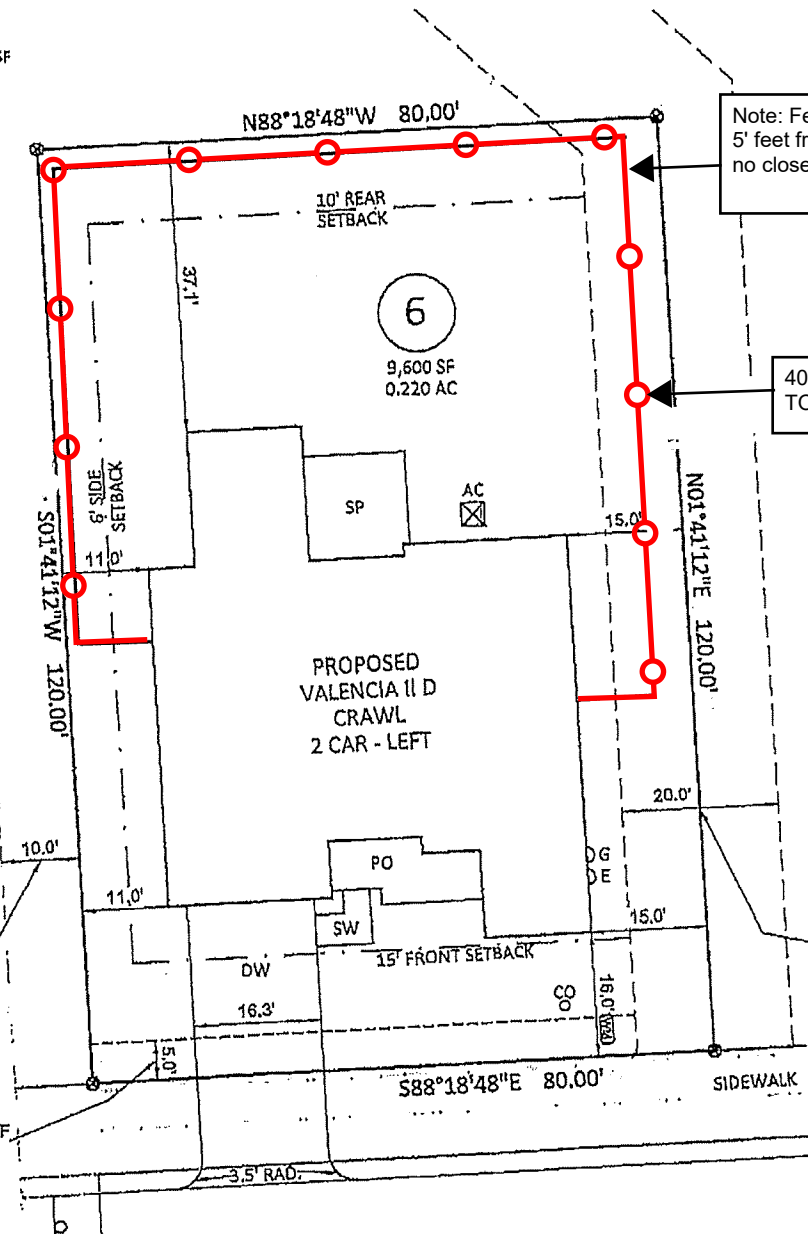 SF
N88°18'48"W 80.00'
Note: Fe
5' feet fr
no close
10' REAR
SETBACK
37.1'
6
9,600 SF
0.220 AC
40
TO
6' SIDE
SETBACK
SP
AC
15.0'
11.0'
S01°41'12"W 120.00'
N01°41'12"E 120.00'
PROPOSED
VALENCIA II D
CRAWL
2 CAR - LEFT
20.0'
10.0'
PO
G
E
11.0'
SW
15.0'
15' FRONT SETBACK
DW
CO
16.0'
16.3'
5.0'
S88°18'48"E 80.00'
SIDEWALK
F
3.5' RAD.